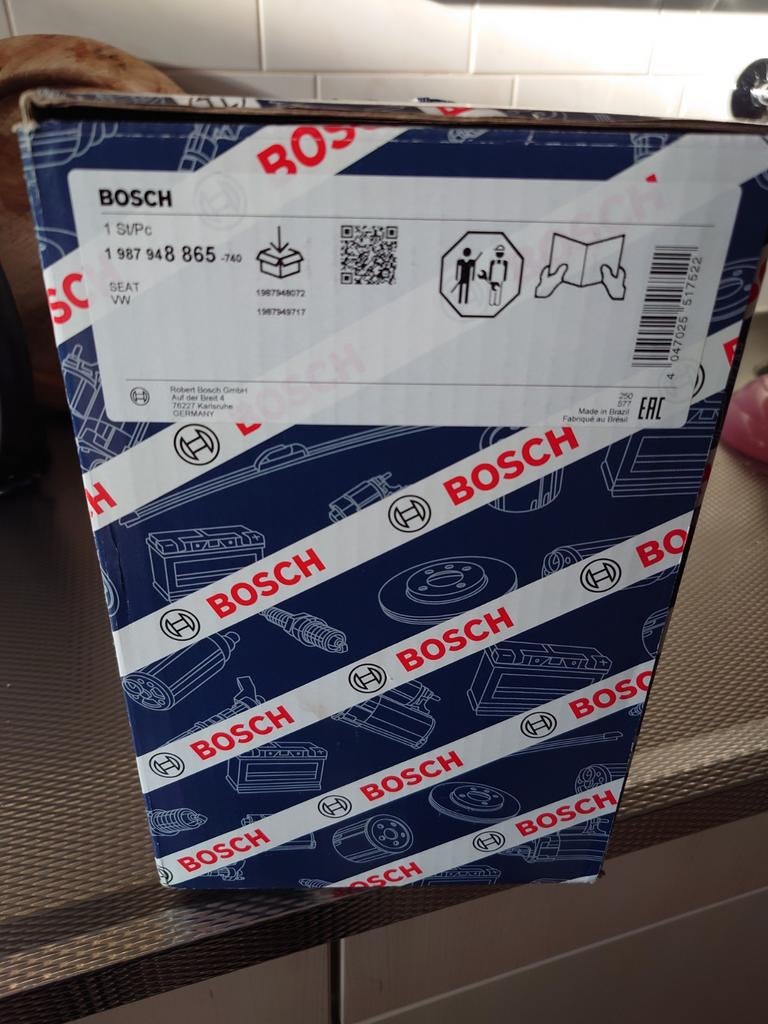 BOSCH
BOSCH
1 St/Pc
1 987 948 865 -740
SEAT
VW
1987948072
1987949717
4 047025 517522
Robert Bosch GmbH
Auf der Breit 4
76227 Karlsruhe
GERMANY
250
577
Made in Brazil
Fabriqué au Brésil
EAC
BOSCH
BOSCH
BOSCH
BOSCH
BOSCH
BOSCH
BOSCH
BOSCH
BOSCH